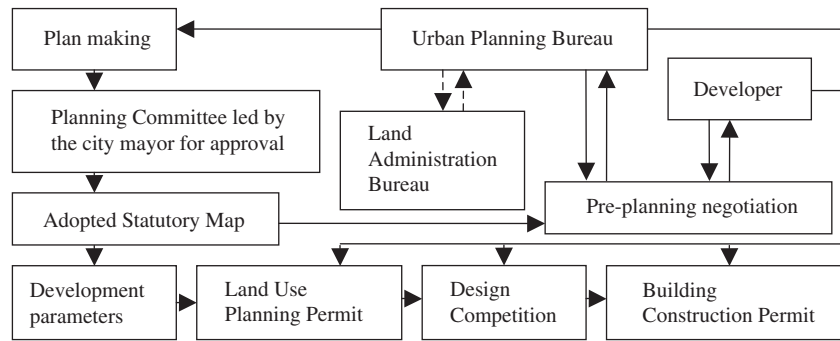 Plan making
Urban Planning Bureau
Developer
Planning Committee led by
the city mayor for approval
Land
Administration
Bureau
Adopted Statutory Map
Pre-planning negotiation
Development
parameters
Land Use
Planning Permit
Design
Competition
Building
Construction Permit